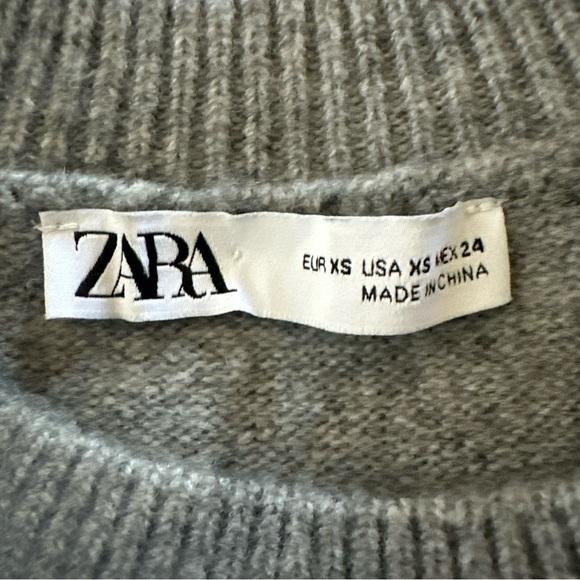 ZARA
EUR XS USA XS MEX 24
MADE IN CHINA